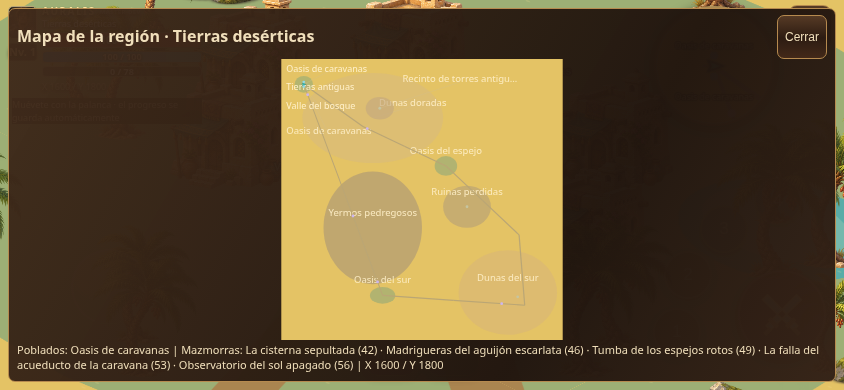 Mapa de la región · Tierras desérticas
Cerrar
Oasis de caravanas
Recinto de torres antigu...
Tierras antiguas
Valle del bosque
Dunas doradas
Oasis de caravanas
Oasis del espejo
Ruinas perdidas
Yermos pedregosos
Dunas del sur
Oasis del sur
Poblados: Oasis de caravanas | Mazmorras: La cisterna sepultada (42) · Madrigueras del aguijón escarlata (46) · Tumba de los espejos rotos (49) · La falla del
acueducto de la caravana (53) · Observatorio del sol apagado (56) | X 1600 / Y 1800